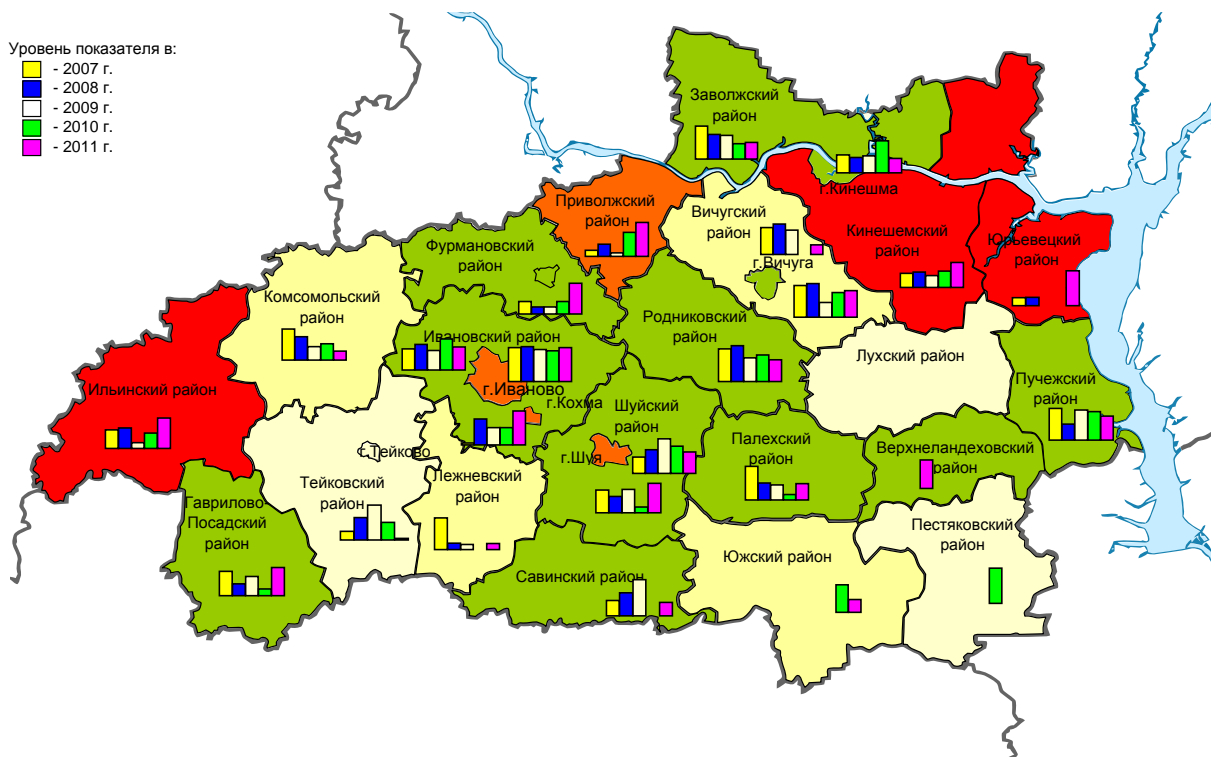 Уровень показателя в:
- 2007 г.
- 2008 г.
- 2009 г.
- 2010 г.
- 2011 г.
Заволжский
район
г.Кинешма
Приволжский
район
Вичугский
район
Кинешемский
район
Юрьевецкий
район
Фурмановский
район
г.Вичуга
Комсомольский
район
Родниковский
район
Ивановский район
Лухский район
Ильинский район
г.Иваново
г.Кохма
Шуйский
район
Пучежский
район
Палехский
район
Верхнеландеховский
район
г.Тейково
г.Шуя
Лежневский
район
Тейковский
район
Гаврилово-
Посадский
район
Пестяковский
район
Южский район
Савинский район